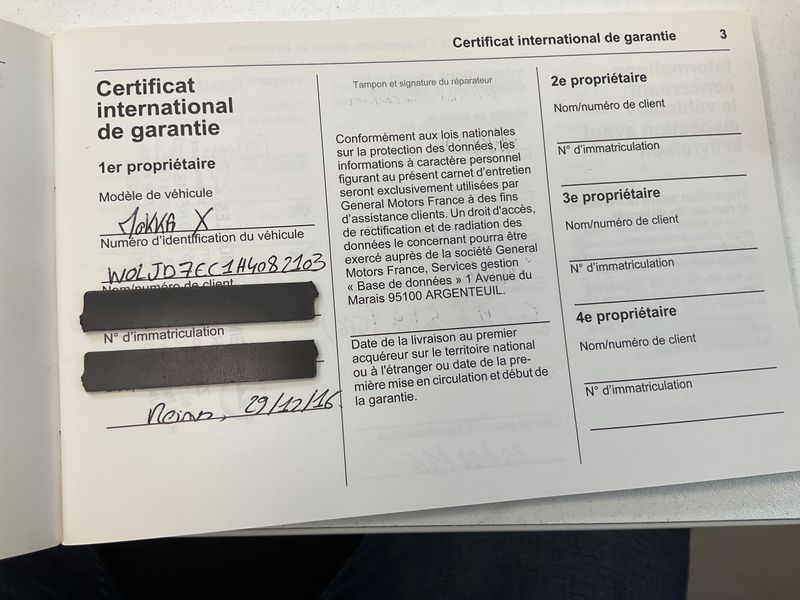 Certificat international de garantie 3
Certificat
international
de garantie
1er propriétaire
Modèle de véhicule
MOKKA X
Numéro d'identification du véhicule
W0LJD7EC1H4082103
Nom/numéro de client
N° d'immatriculation
Reims, 29/12/16
Tampon et signature du réparateur
Conformément aux lois nationales
sur la protection des données, les
informations à caractère personnel
figurant au présent carnet d'entretien
seront exclusivement utilisées par
General Motors France à des fins
d'assistance clients. Un droit d'accès,
de rectification et de radiation des
données le concernant pourra être
exercé auprès de la société General
Motors France, Services gestion
« Base de données » 1 Avenue du
Marais 95100 ARGENTEUIL.
Date de la livraison au premier
acquéreur sur le territoire national
ou à l'étranger ou date de la pre-
mière mise en circulation et début de
la garantie.
2e propriétaire
Nom/numéro de client
N° d'immatriculation
3e propriétaire
Nom/numéro de client
N° d'immatriculation
4e propriétaire
Nom/numéro de client
N° d'immatriculation